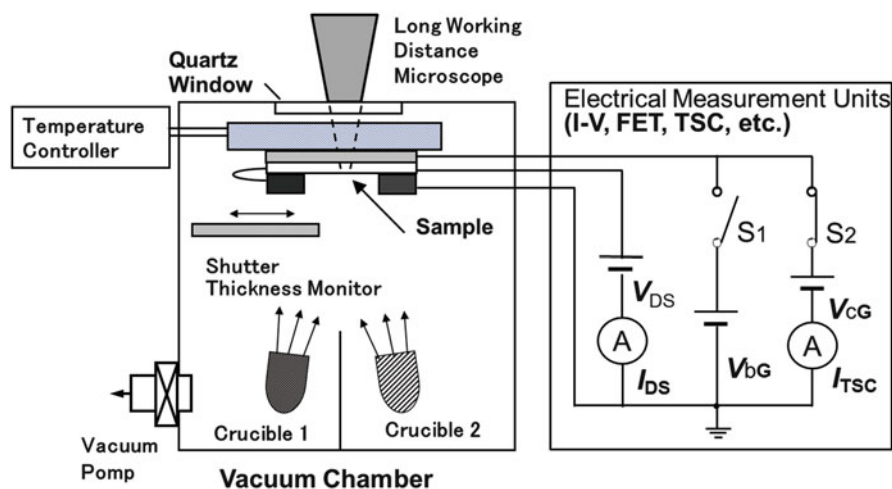 Long Working
Distance
Microscope
Quartz
Window
Temperature
Controller
Sample
Shutter
Thickness Monitor
Crucible 1
Crucible 2
Vacuum
Pomp
Vacuum Chamber
Electrical Measurement Units
(I-V, FET, TSC, etc.)
S1
S2
VDS
A
IDS
VbG
VcG
A
ITSC